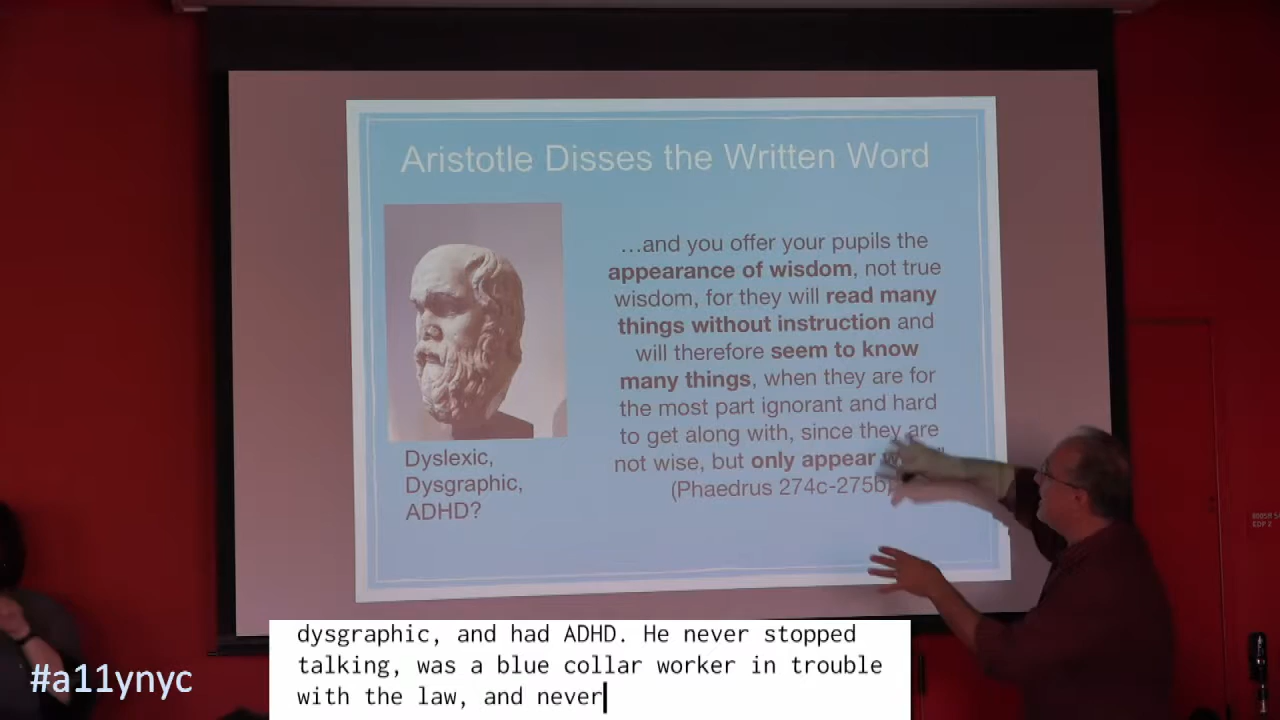 Aristotle Disses the Written Word
…and you offer your pupils the
appearance of wisdom, not true
wisdom, for they will read many
things without instruction and
will therefore seem to know
many things, when they are for
the most part ignorant and hard
to get along with, since they are
not wise, but only appear
(Phaedrus 274c-275b)
Dyslexic,
Dysgraphic,
ADHD?
dysgraphic, and had ADHD. He never stopped
talking, was a blue collar worker in trouble
with the law, and never
#a11ynyc